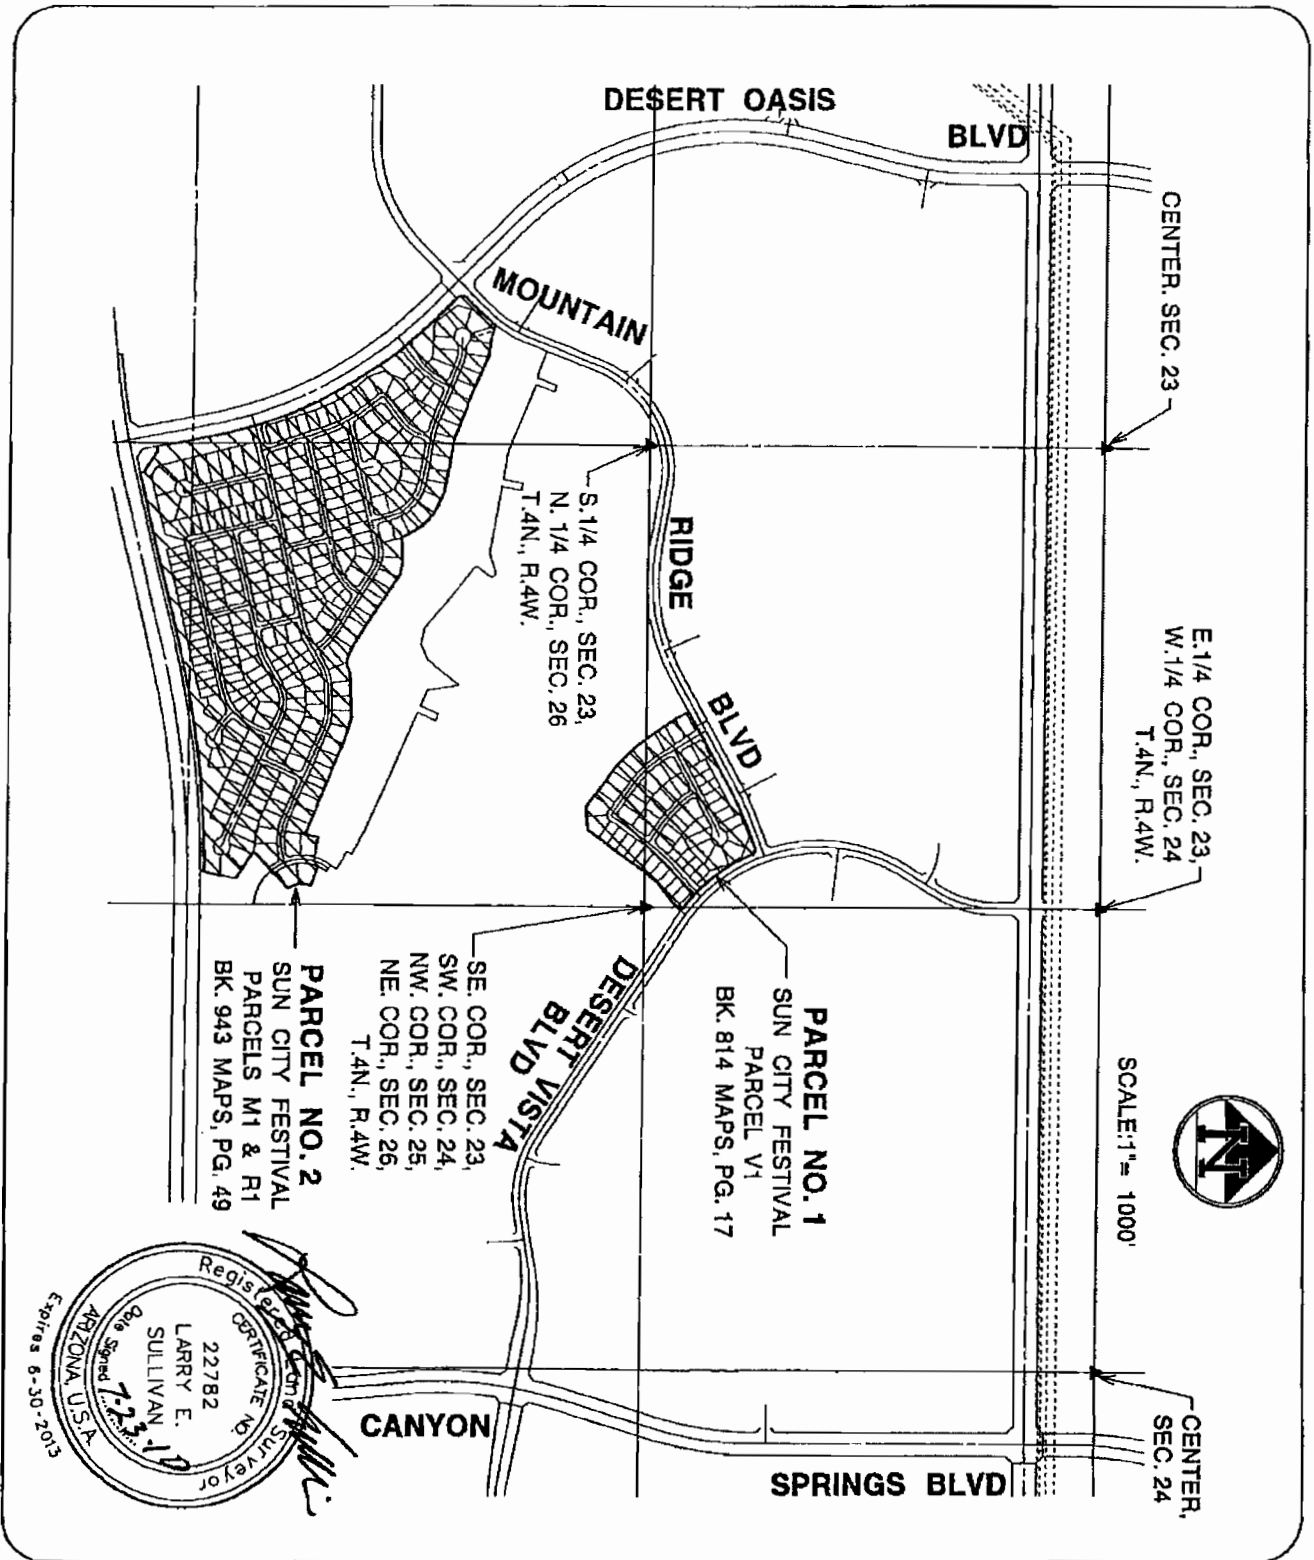 DESERT OASIS
BLVD
CENTER. SEC. 23
MOUNTAIN
S.1/4 COR., SEC. 23,
N. 1/4 COR., SEC. 26
T.4N., R.4W.
RIDGE
BLVD
E.1/4 COR., SEC. 23,
W.1/4 COR., SEC. 24
T.4N., R.4W.
SCALE:1"= 1000'
N
PARCEL NO. 1
SUN CITY FESTIVAL
PARCEL V1
BK. 814 MAPS, PG. 17
DESERT VISTA
BLVD
SE. COR., SEC. 23,
SW. COR., SEC. 24,
NW. COR., SEC. 25,
NE. COR., SEC. 26,
T.4N., R.4W.
PARCEL NO. 2
SUN CITY FESTIVAL
PARCELS M1 & R1
BK. 943 MAPS, PG. 49
CENTER,
SEC. 24
CANYON
SPRINGS BLVD
Registered Land Surveyor
CERTIFICATE NO.
22782
LARRY E.
SULLIVAN
Date Signed 7-23-10
ARIZONA, U.S.A.
Expires 6-30-2013